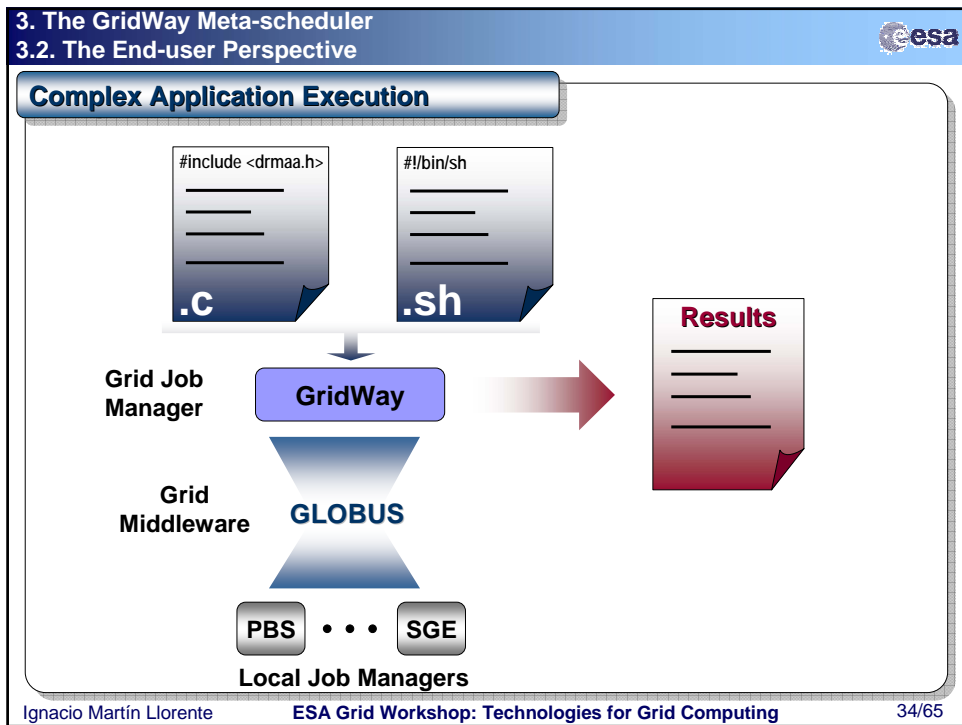 3. The GridWay Meta-scheduler
3.2. The End-user Perspective
esa
Complex Application Execution
#include <drmaa.h>
.c
#!/bin/sh
.sh
Results
Grid Job
Manager
GridWay
Grid
Middleware
GLOBUS
PBS • • • SGE
Local Job Managers
Ignacio Martín Llorente
ESA Grid Workshop: Technologies for Grid Computing
34/65